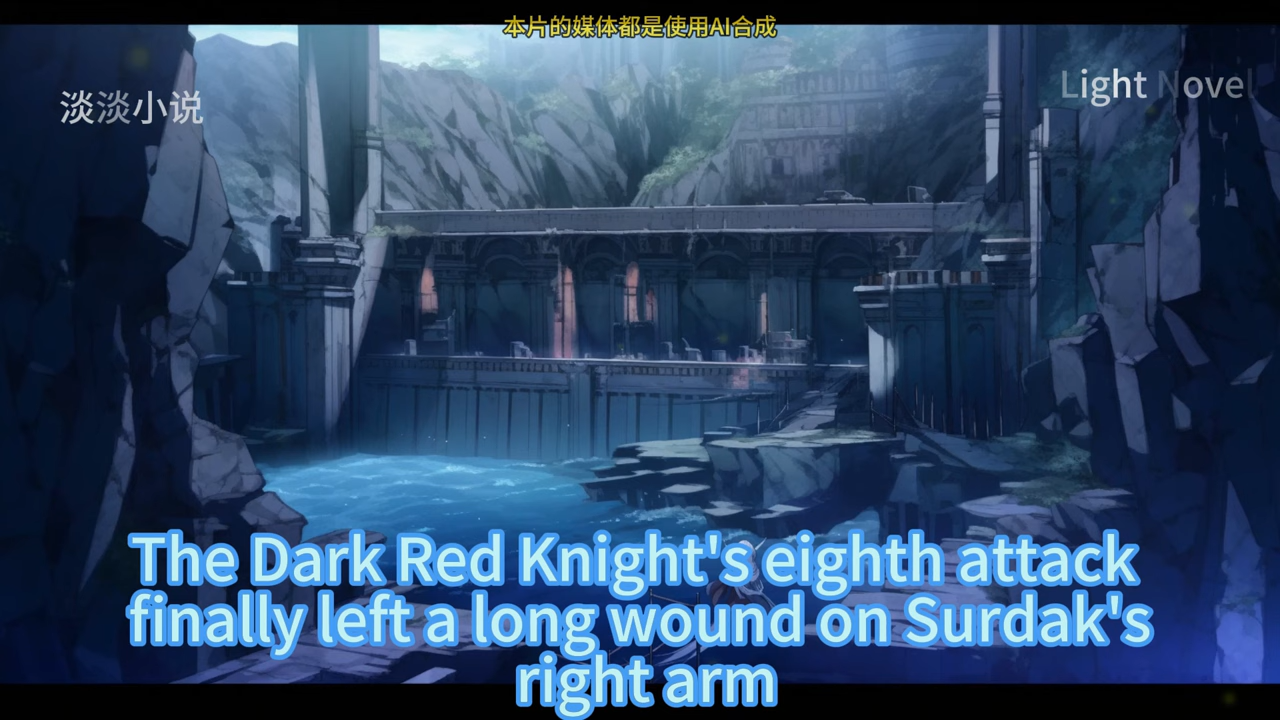 本片的媒体都是使用AI合成
淡淡小说
Light Novel
The Dark Red Knight's eighth attack
finally left a long wound on Surdak's
right arm